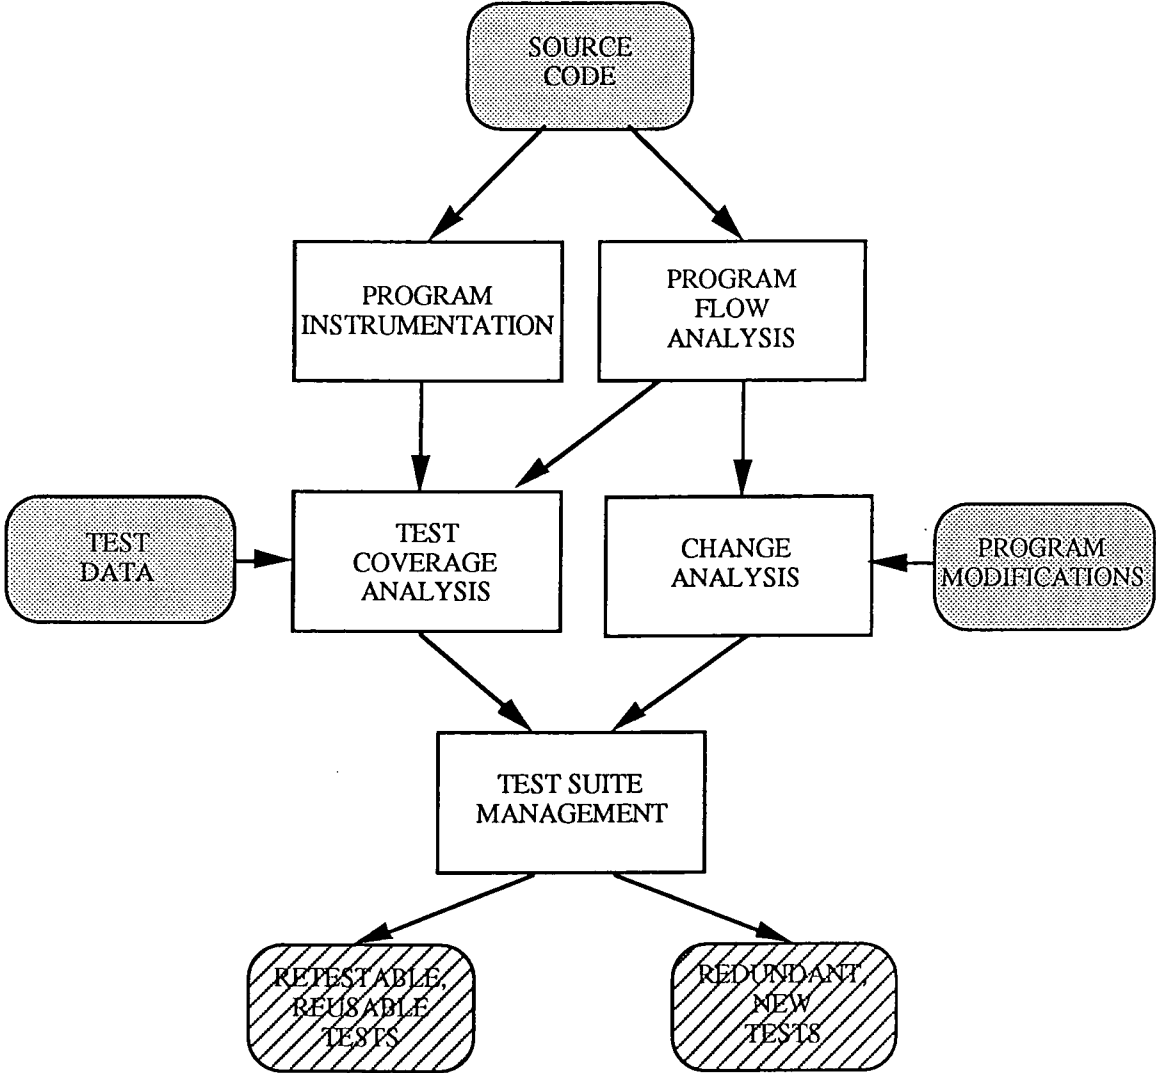 SOURCE
CODE
PROGRAM
INSTRUMENTATION
PROGRAM
FLOW
ANALYSIS
TEST
DATA
TEST
COVERAGE
ANALYSIS
CHANGE
ANALYSIS
PROGRAM
MODIFICATIONS
TEST SUITE
MANAGEMENT
RETESTABLE,
REUSABLE
TESTS
REDUNDANT,
NEW
TESTS